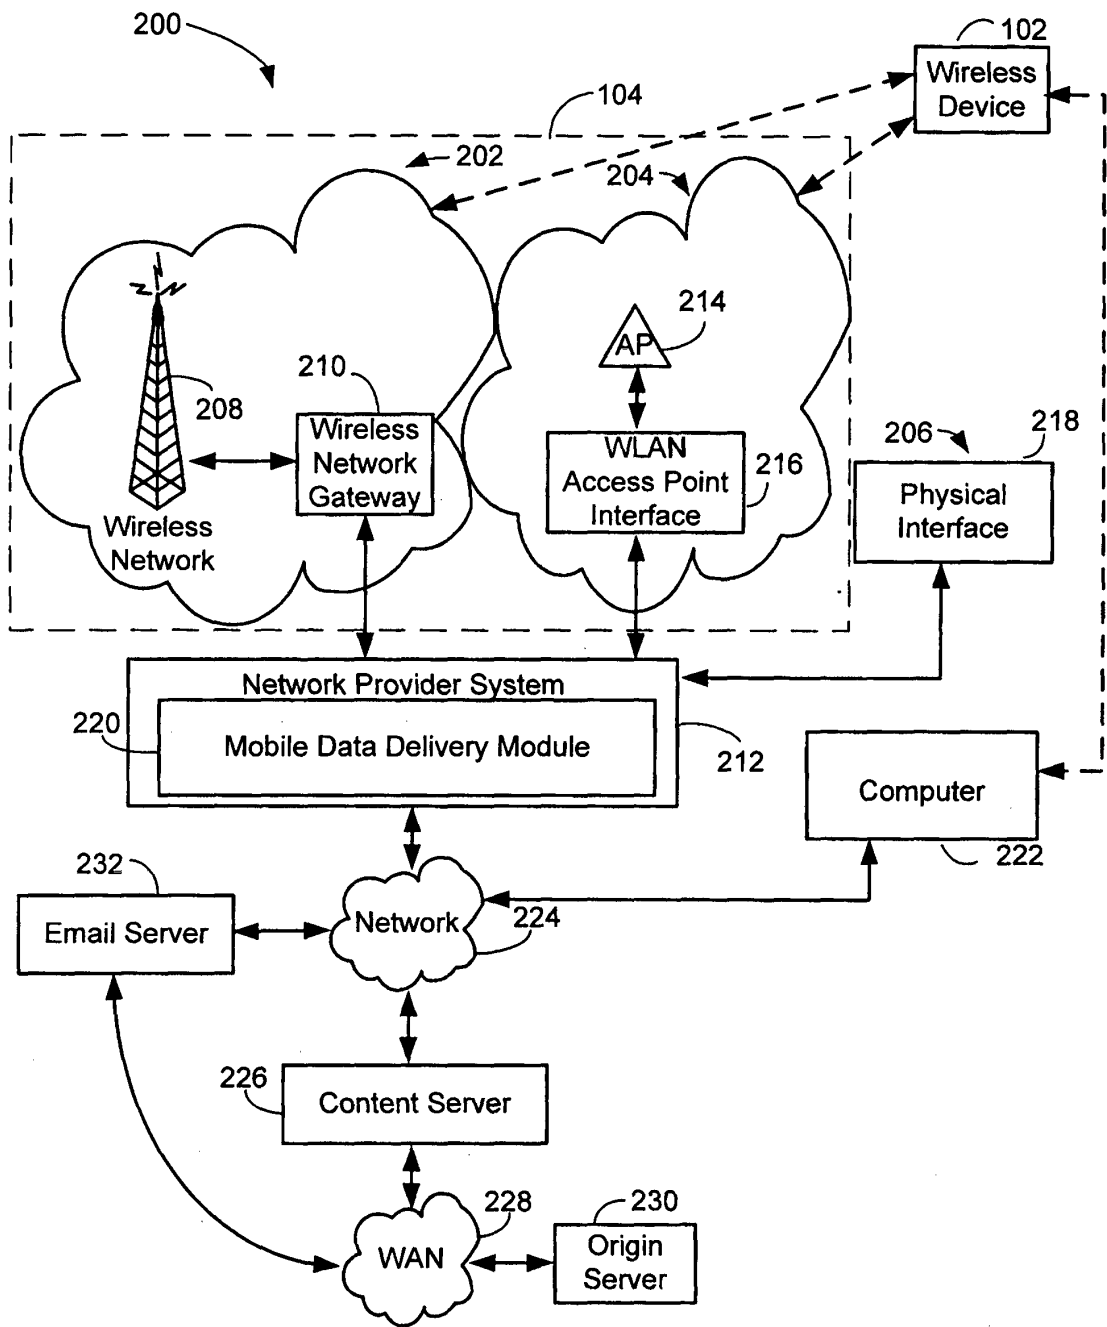 200
102
Wireless
Device
104
202
204
214
AP
208
210
Wireless
Network
Gateway
WLAN
Access Point
Interface
216
206
218
Physical
Interface
Wireless
Network
Network Provider System
220
Mobile Data Delivery Module
212
Computer
222
232
Email Server
Network
224
226
Content Server
228
WAN
230
Origin
Server